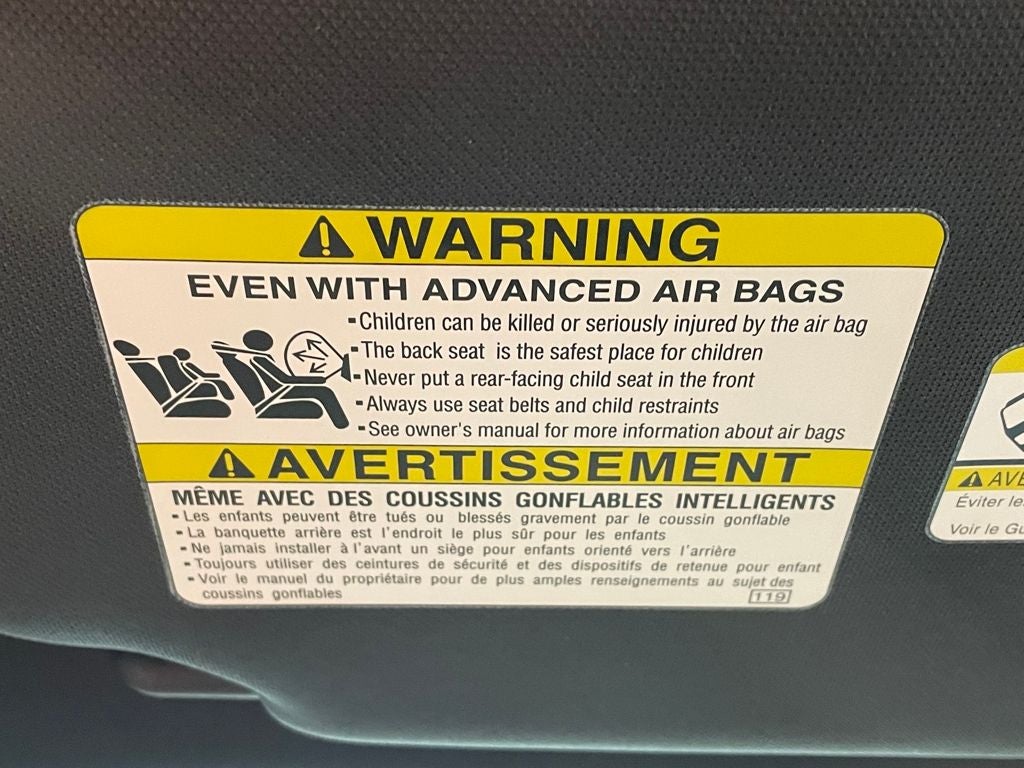 WARNING
EVEN WITH ADVANCED AIR BAGS
▪Children can be killed or seriously injured by the air bag
▪The back seat is the safest place for children
▪Never put a rear-facing child seat in the front
▪Always use seat belts and child restraints
▪See owner's manual for more information about air bags
AVERTISSEMENT
MÊME AVEC DES COUSSINS GONFLABLES INTELLIGENTS
▪Les enfants peuvent être tués ou blessés gravement par le coussin gonflable
▪La banquette arrière est l'endroit le plus sûr pour les enfants
▪Ne jamais installer à l'avant un siège pour enfants orienté vers l'arrière
▪Toujours utiliser des ceintures de sécurité et des dispositifs de retenue pour enfant
▪Voir le manuel du propriétaire pour de plus amples renseignements au sujet des
coussins gonflables
119
Éviter le
Voir le